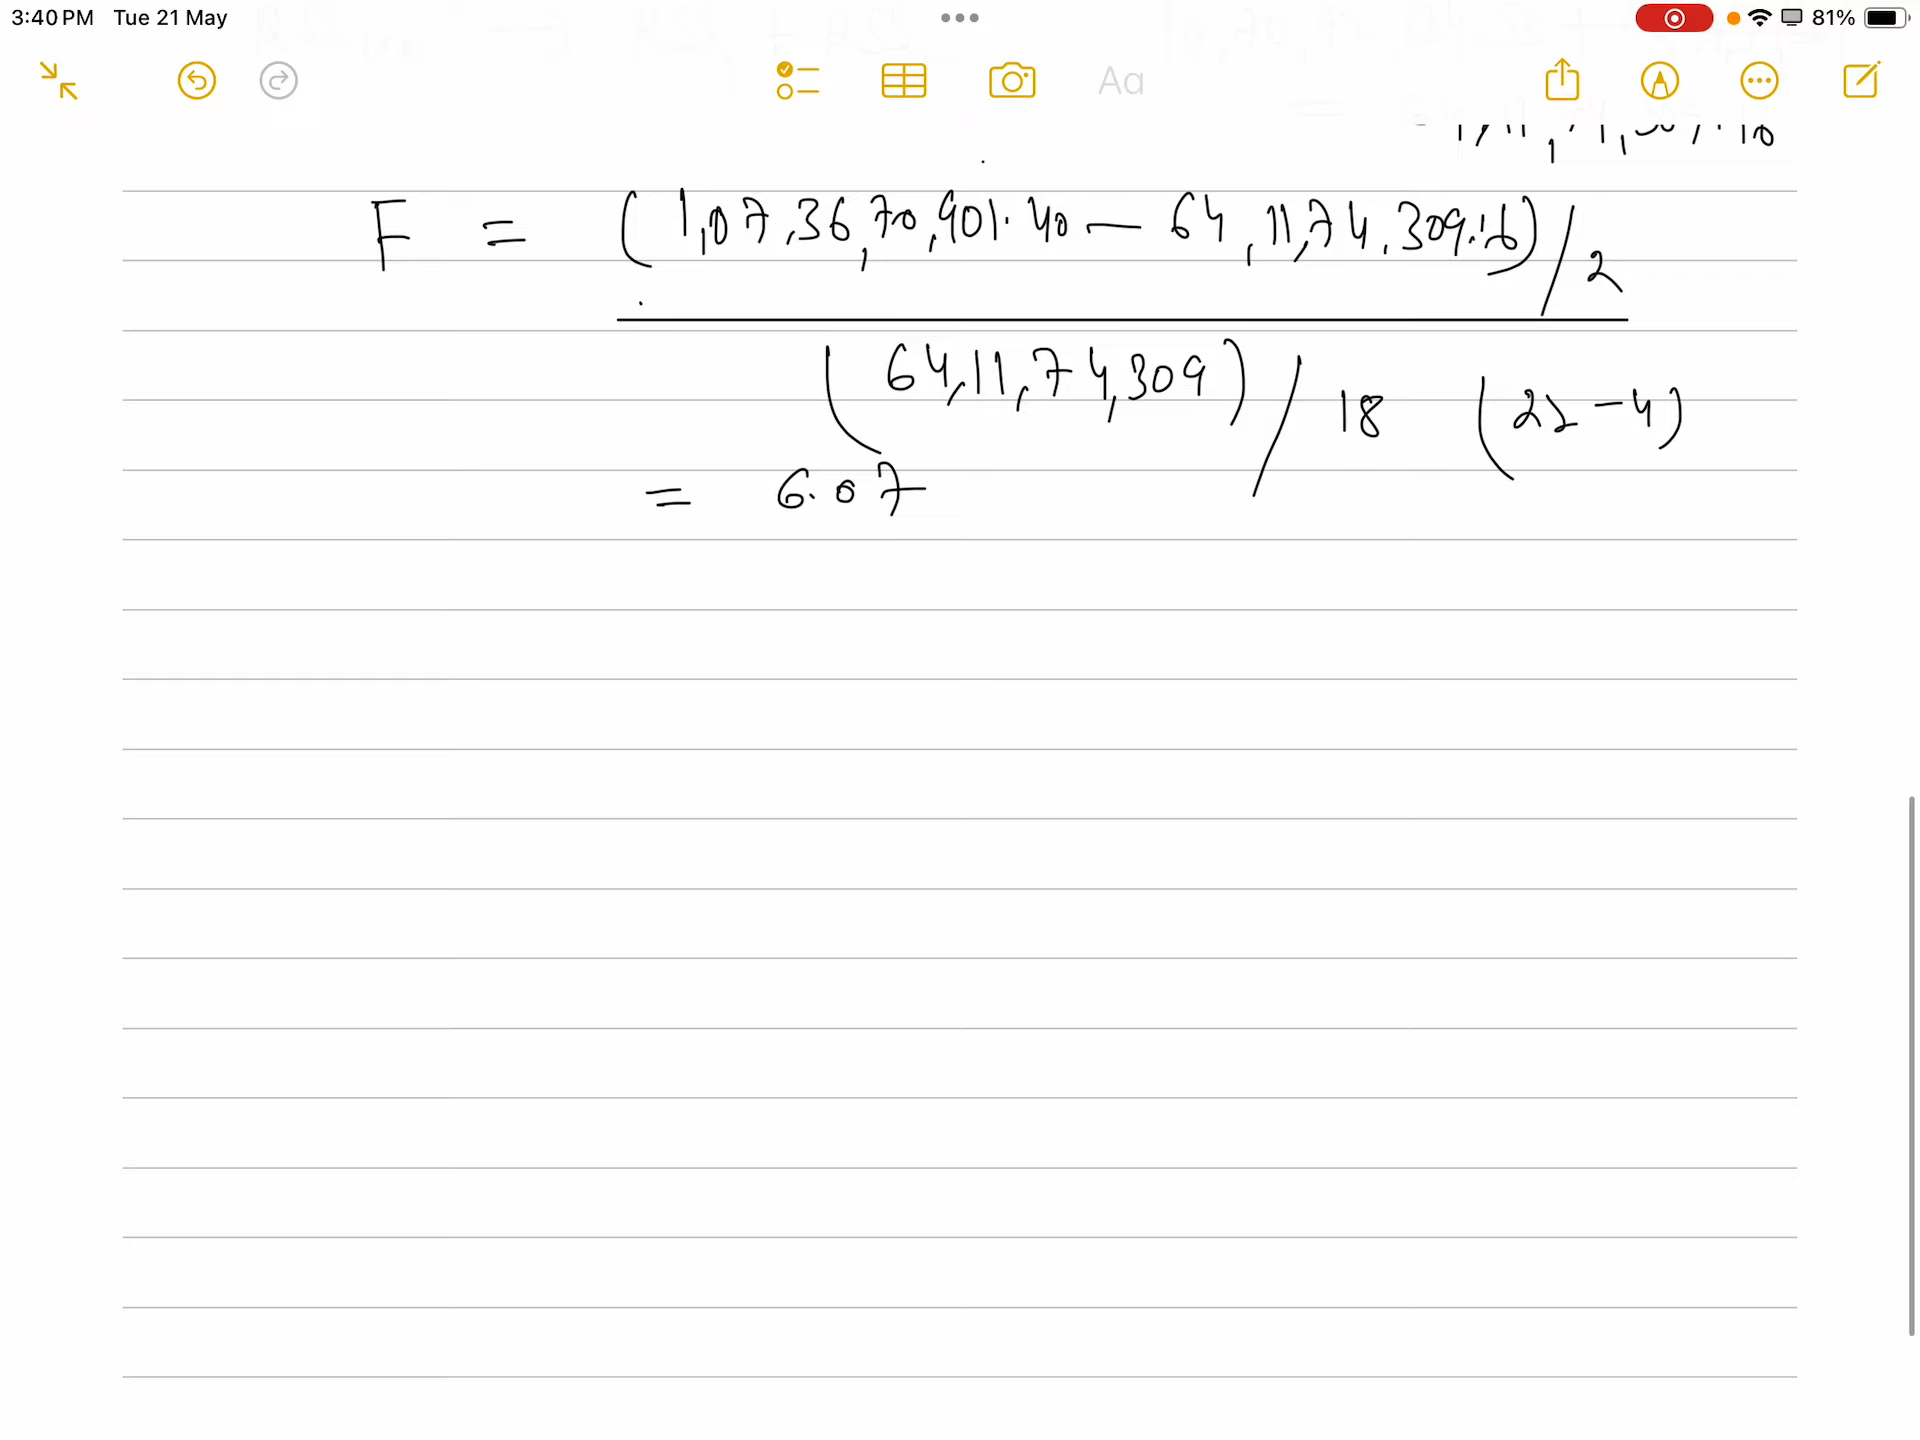 3:40 PM Tue 21 May
81%
Aa
F = (1,07,36,70,901.40 — 64,11,74,309.16)/2
(64,11,74,309)/18 (22-4)
= 6.07